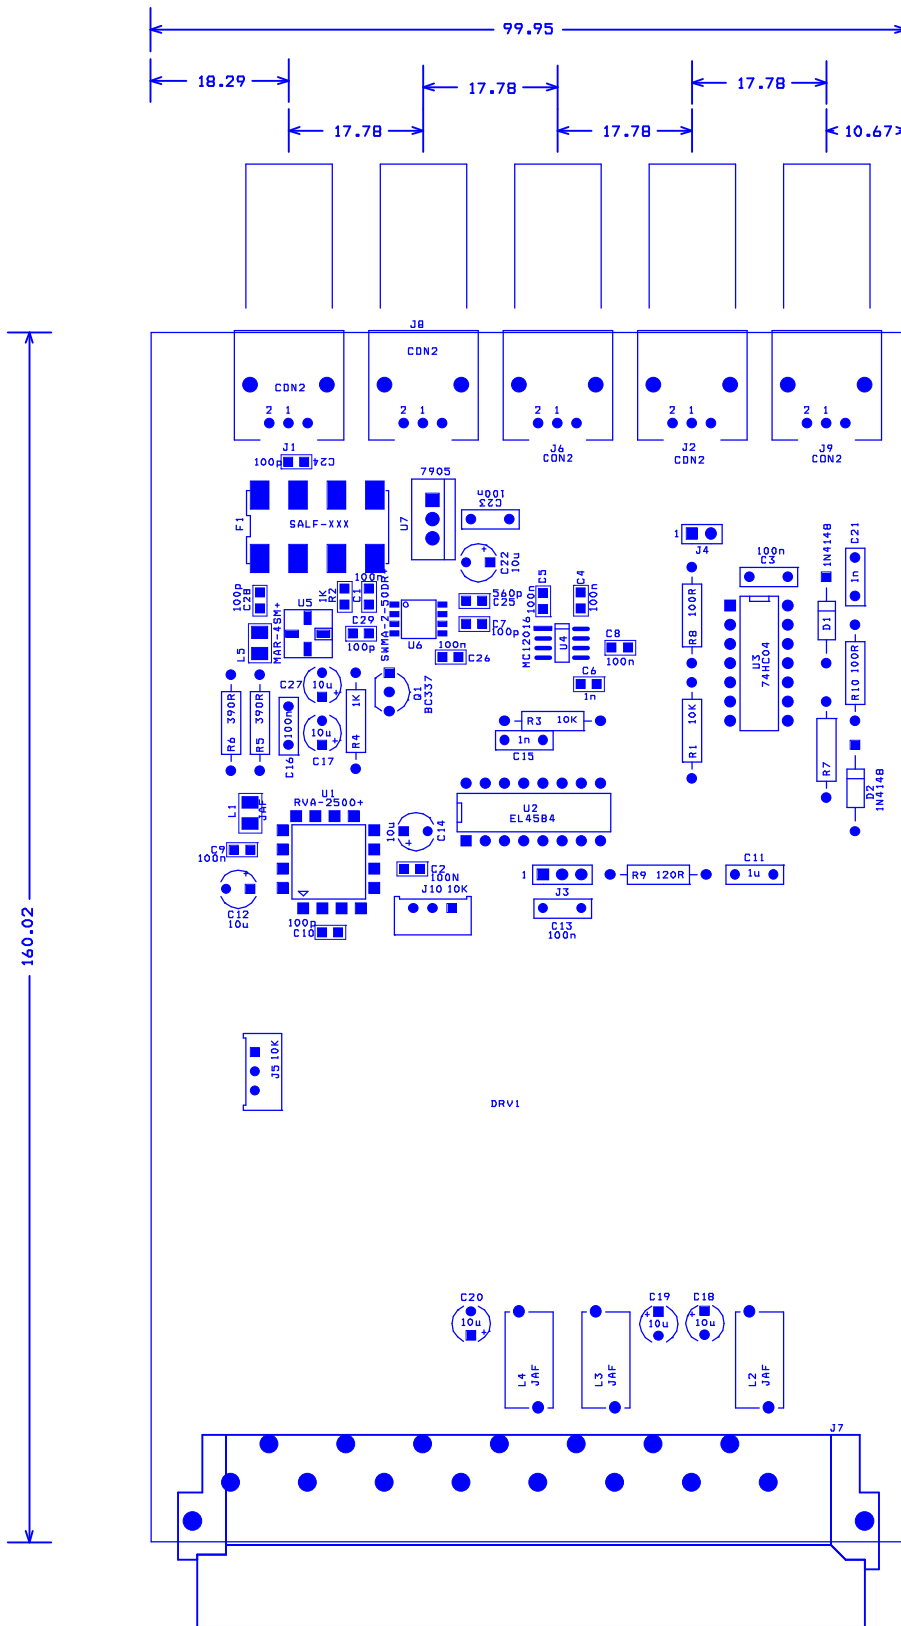 99.95
18.29
17.78
17.78
17.78
17.78
10.67
160.02
J8
CON2
CON2
2 1
2 1
2 1
2 1
2 1
J1
J6
CON2
J2
CON2
J9
CON2
100p
C24
7905
U7
100n
C23
F1
SALF-XXX
C22
10u
1
J4
100n
C3
1N4148
D1
C21
1n
100p
C28
L5
MAR-4SM+
U5
R2
1K
C1
100n
C29
100p
SWMA-2-50DR+
U6
560p
C25
C7
100p
100n
C26
C5
100n
C4
100n
MC12016
U4
C8
100n
C6
1n
100R
R8
10K
R1
U3
74HC04
R10 100R
R7
D2
1N4148
R6 390R
R5 390R
C27
10u
10u
C17
C16
100n
1K
R4
Q1
BC337
R3 10K
1n
C15
L1
JAF
U1
RVA-2500+
C9
100n
C12
10u
10u
C14
C2
100N
J10 10K
100p
C10
U2
EL4584
1
J3
C13
100n
R9 120R
C11
1u
J5 10K
DRV1
C20
10u
+
L4
JAF
L3
JAF
C19
10u
+
C18
10u
+
L2
JAF
J7